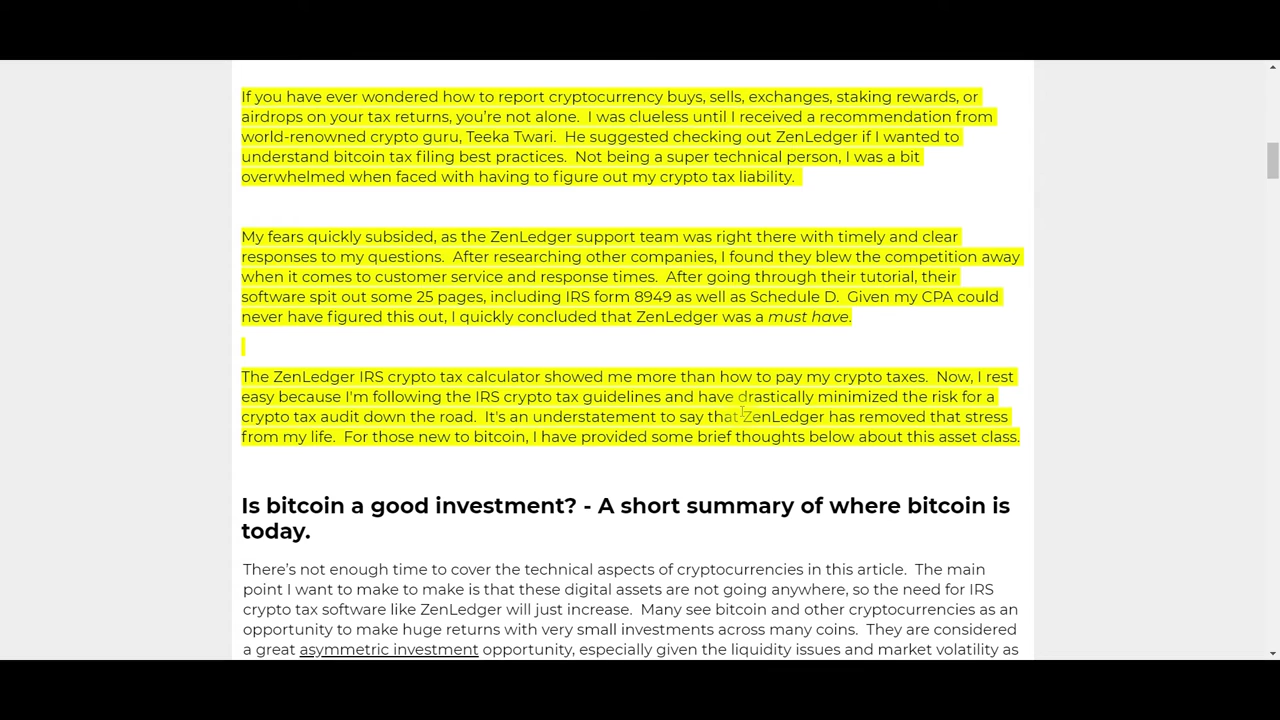 If you have ever wondered how to report cryptocurrency buys, sells, exchanges, staking rewards, or
airdrops on your tax returns, you’re not alone.  I was clueless until I received a recommendation from
world-renowned crypto guru, Teeka Twari.  He suggested checking out ZenLedger if I wanted to
understand bitcoin tax filing best practices.  Not being a super technical person, I was a bit
overwhelmed when faced with having to figure out my crypto tax liability.
My fears quickly subsided, as the ZenLedger support team was right there with timely and clear
responses to my questions.  After researching other companies, I found they blew the competition away
when it comes to customer service and response times.  After going through their tutorial, their
software spit out some 25 pages, including IRS form 8949 as well as Schedule D.  Given my CPA could
never have figured this out, I quickly concluded that ZenLedger was a must have.
The ZenLedger IRS crypto tax calculator showed me more than how to pay my crypto taxes.  Now, I rest
easy because I'm following the IRS crypto tax guidelines and have drastically minimized the risk for a
crypto tax audit down the road.  It's an understatement to say that ZenLedger has removed that stress
from my life.  For those new to bitcoin, I have provided some brief thoughts below about this asset class.
Is bitcoin a good investment? - A short summary of where bitcoin is
today.
There’s not enough time to cover the technical aspects of cryptocurrencies in this article.  The main
point I want to make to make is that these digital assets are not going anywhere, so the need for IRS
crypto tax software like ZenLedger will just increase.  Many see bitcoin and other cryptocurrencies as an
opportunity to make huge returns with very small investments across many coins.  They are considered
a great asymmetric investment opportunity, especially given the liquidity issues and market volatility as